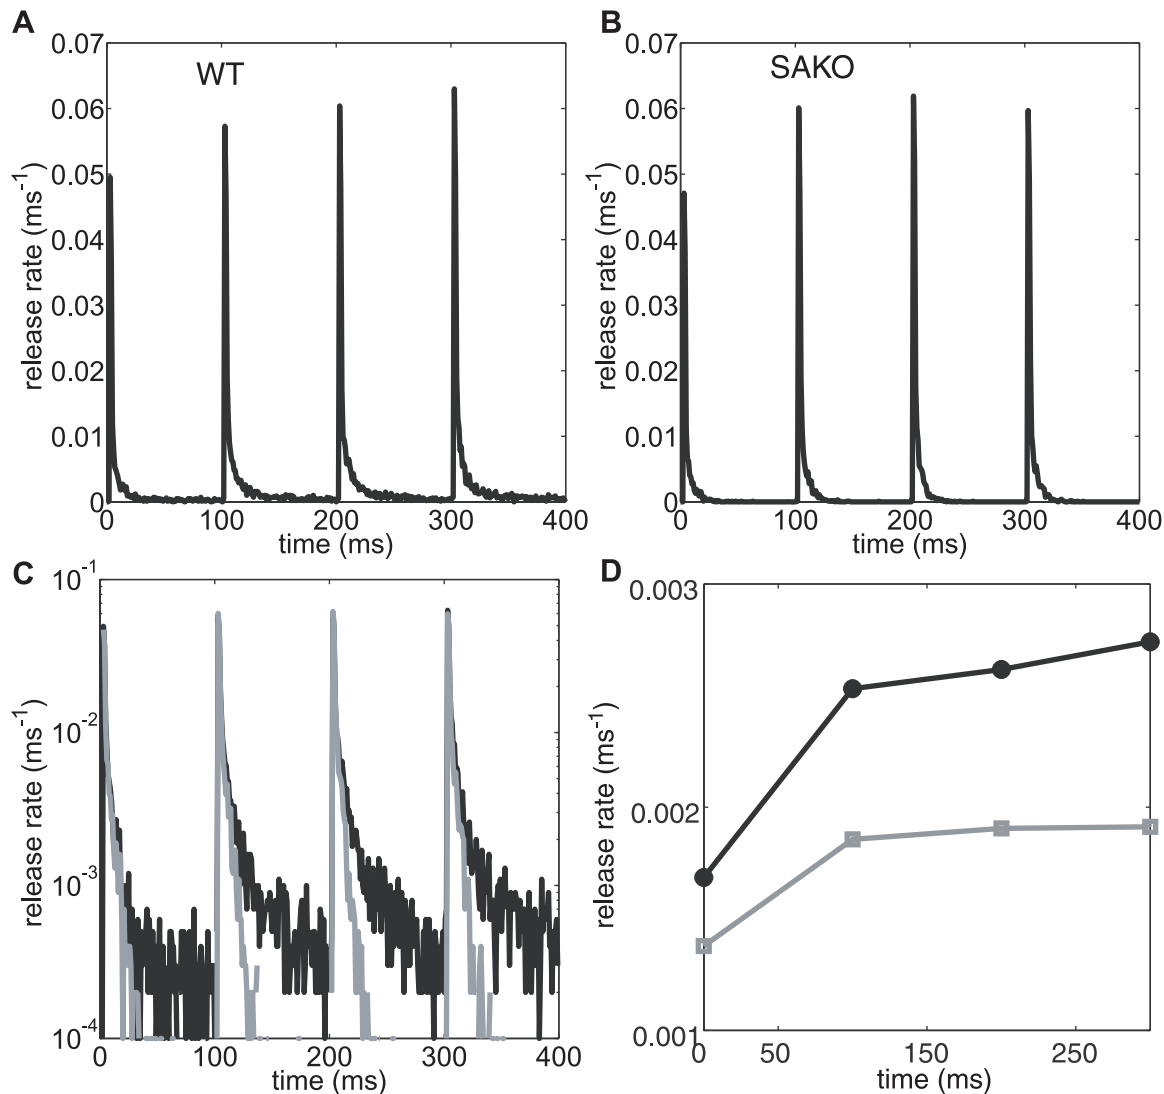 A
WT
0.07
0.06
0.05
0.04
0.03
0.02
0.01
0
release rate (ms-1)
0 100 200 300 400
time (ms)
B
SAKO
0.07
0.06
0.05
0.04
0.03
0.02
0.01
0
release rate (ms-1)
0 100 200 300 400
time (ms)
C
10-1
10-2
10-3
10-4
release rate (ms-1)
0 100 200 300 400
time (ms)
D
0.003
0.002
0.001
release rate (ms-1)
0 50 150 250
time (ms)